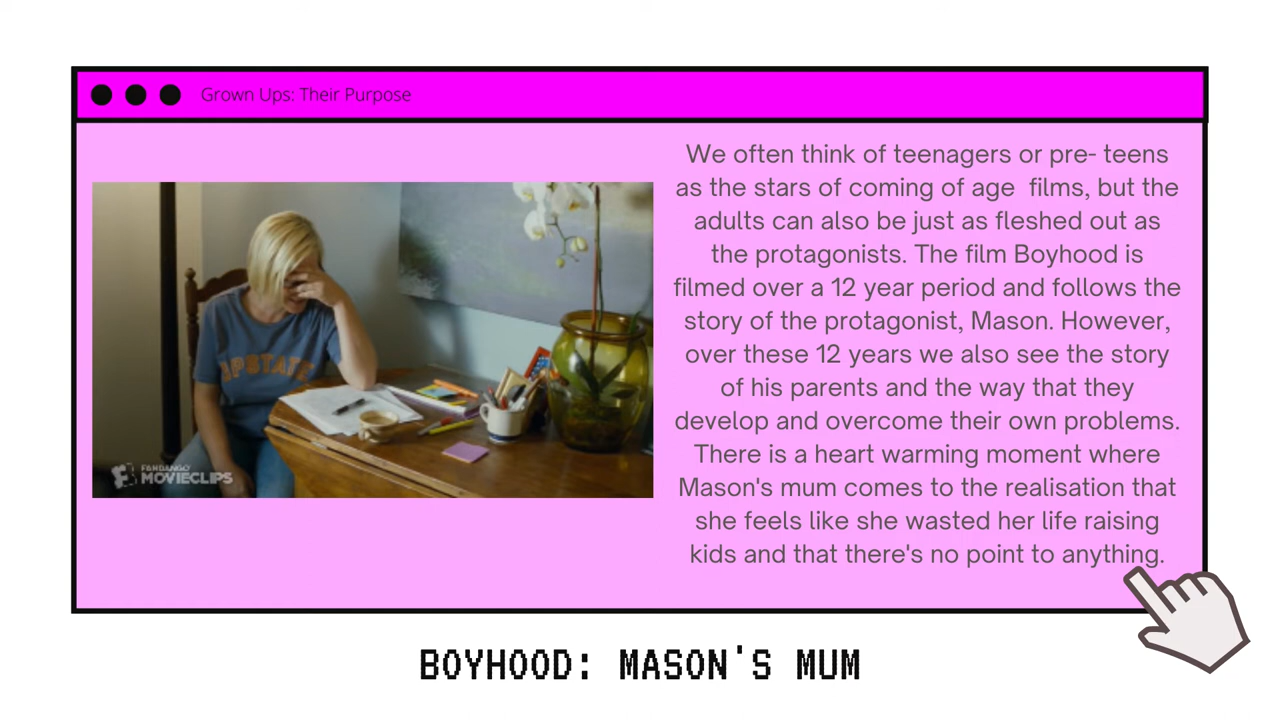 Grown Ups: Their Purpose
We often think of teenagers or pre- teens
as the stars of coming of age  films, but the
adults can also be just as fleshed out as
the protagonists. The film Boyhood is
filmed over a 12 year period and follows the
story of the protagonist, Mason. However,
over these 12 years we also see the story
of his parents and the way that they
develop and overcome their own problems.
There is a heart warming moment where
Mason's mum comes to the realisation that
she feels like she wasted her life raising
kids and that there's no point to anything.
UPSTATE
FANDANGO
MOVIECLIPS
BOYHOOD: MASON'S MUM